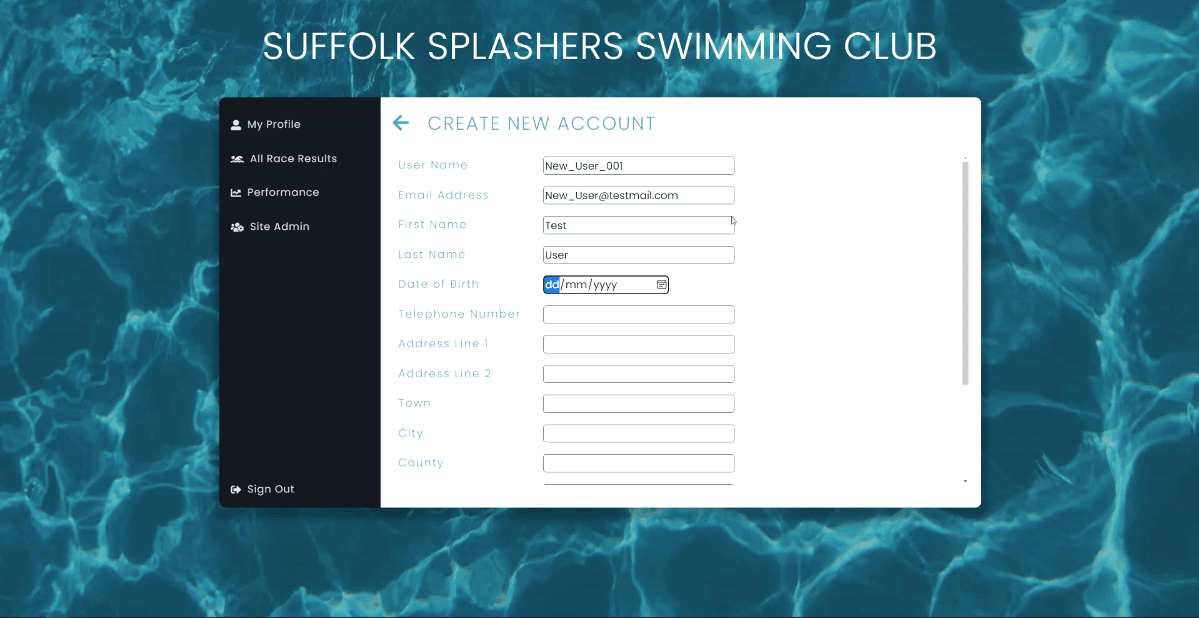 SUFFOLK SPLASHERS SWIMMING CLUB
My Profile
All Race Results
Performance
Site Admin
Sign Out
CREATE NEW ACCOUNT
User Name New_User_001
Email Address New_User@testmail.com
First Name Test
Last Name User
Date of Birth dd/mm/yyyy
Telephone Number
Address Line 1
Address Line 2
Town
City
County